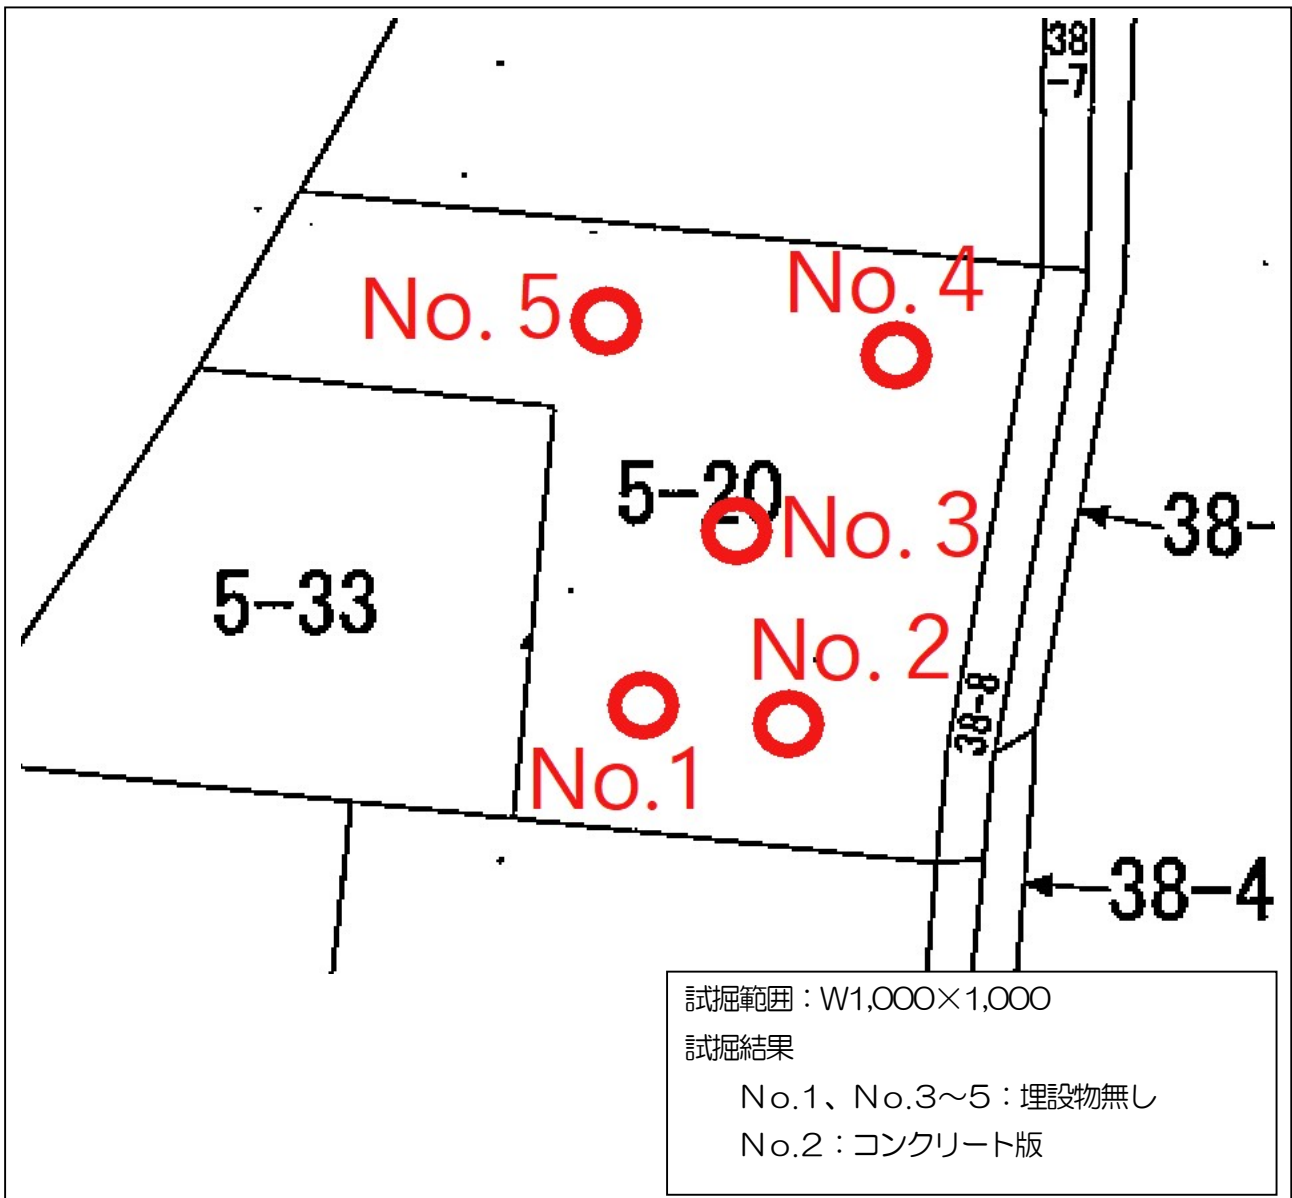 38
-7
No. 4
No. 5
5-20
No. 3
38-
5-33
No. 2
38-8
No.1
38-4
試掘範囲：W1,000×1,000
試掘結果
No.1、No.3～5：埋設物無し
No.2：コンクリート版